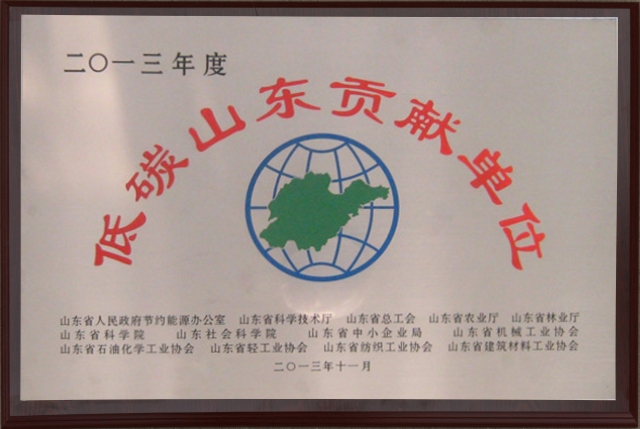 二〇一三年度
低碳山东贡献单位
山东省人民政府节约能源办公室 山东省科学技术厅 山东省总工会 山东省农业厅 山东省林业厅
山东省科学院 山东社会科学院 山东省中小企业局 山东省机械工业协会
山东省石油化学工业协会 山东省轻工业协会 山东省纺织工业协会 山东省建筑材料工业协会
二〇一三年十一月